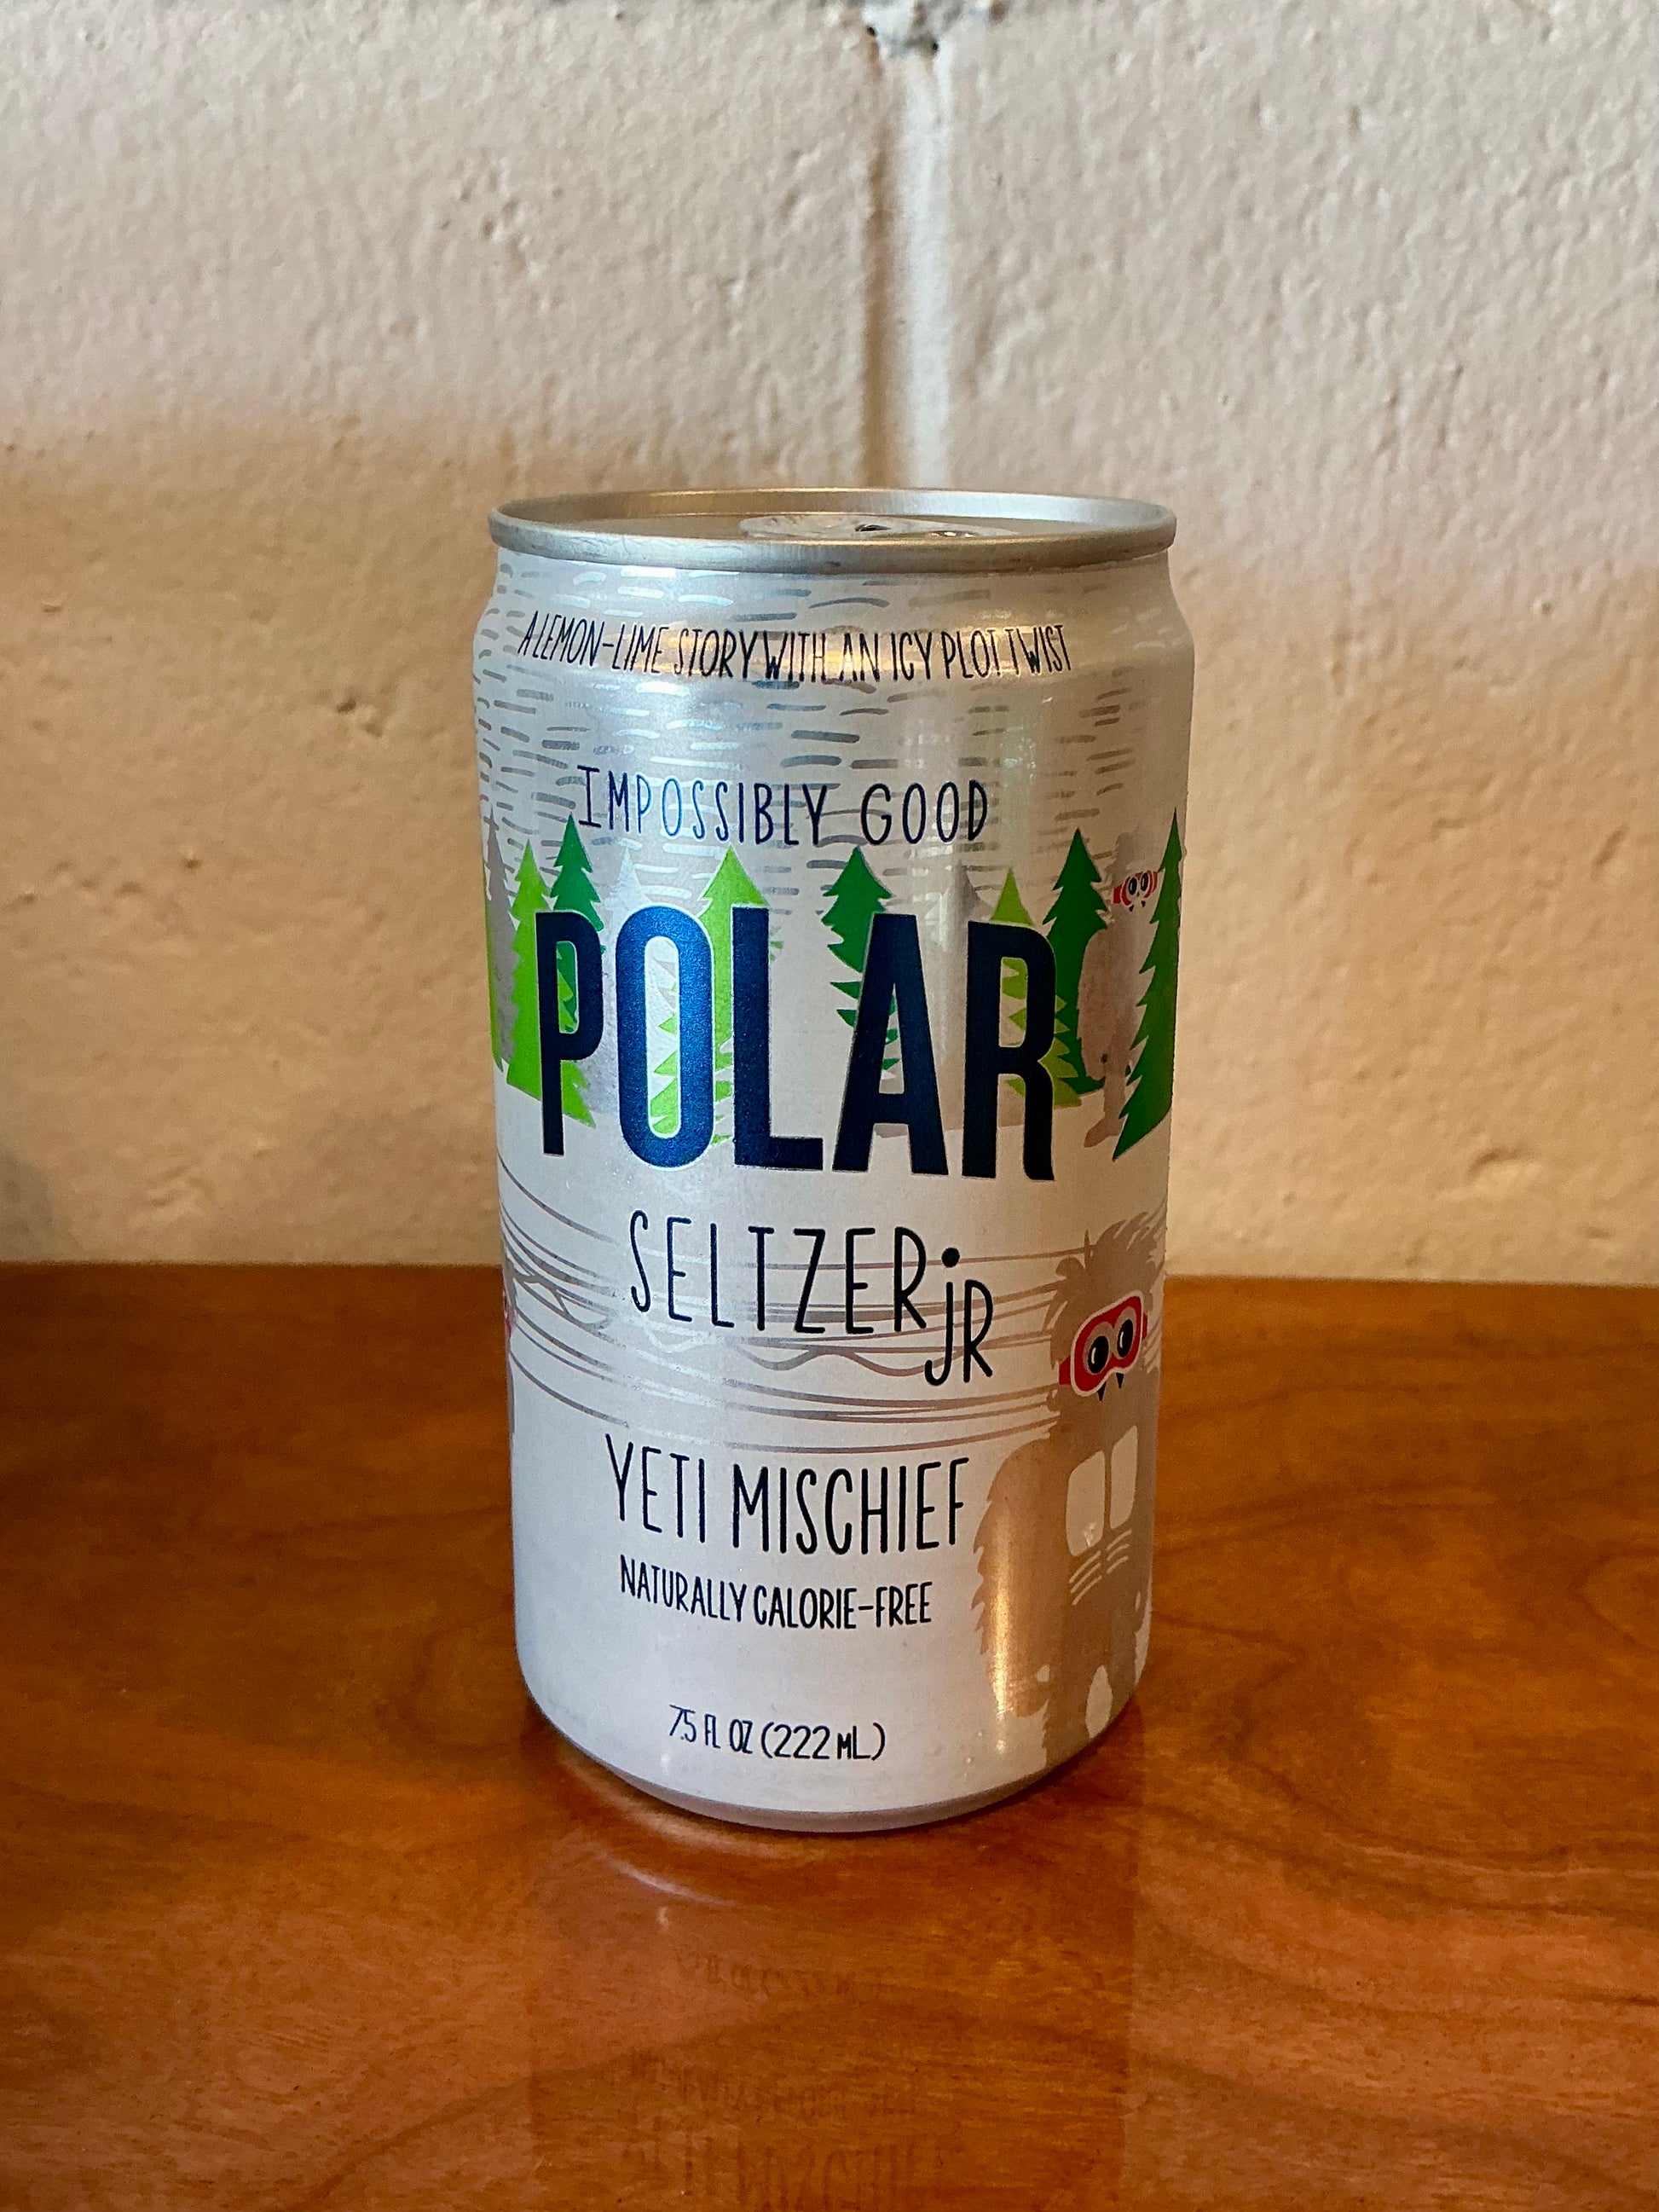 A LEMON-LIME STORY WITH AN ICY PLOT TWIST
IMPOSSIBLY GOOD
POLAR
SELTZER JR
YETI MISCHIEF
NATURALLY CALORIE-FREE
7.5 FL OZ (222 mL)